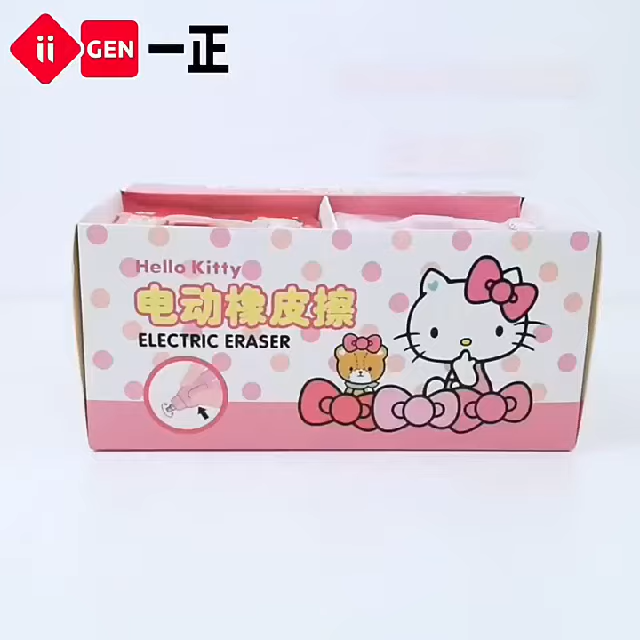 ii GEN 一正
Hello Kitty
电动橡皮擦
ELECTRIC ERASER